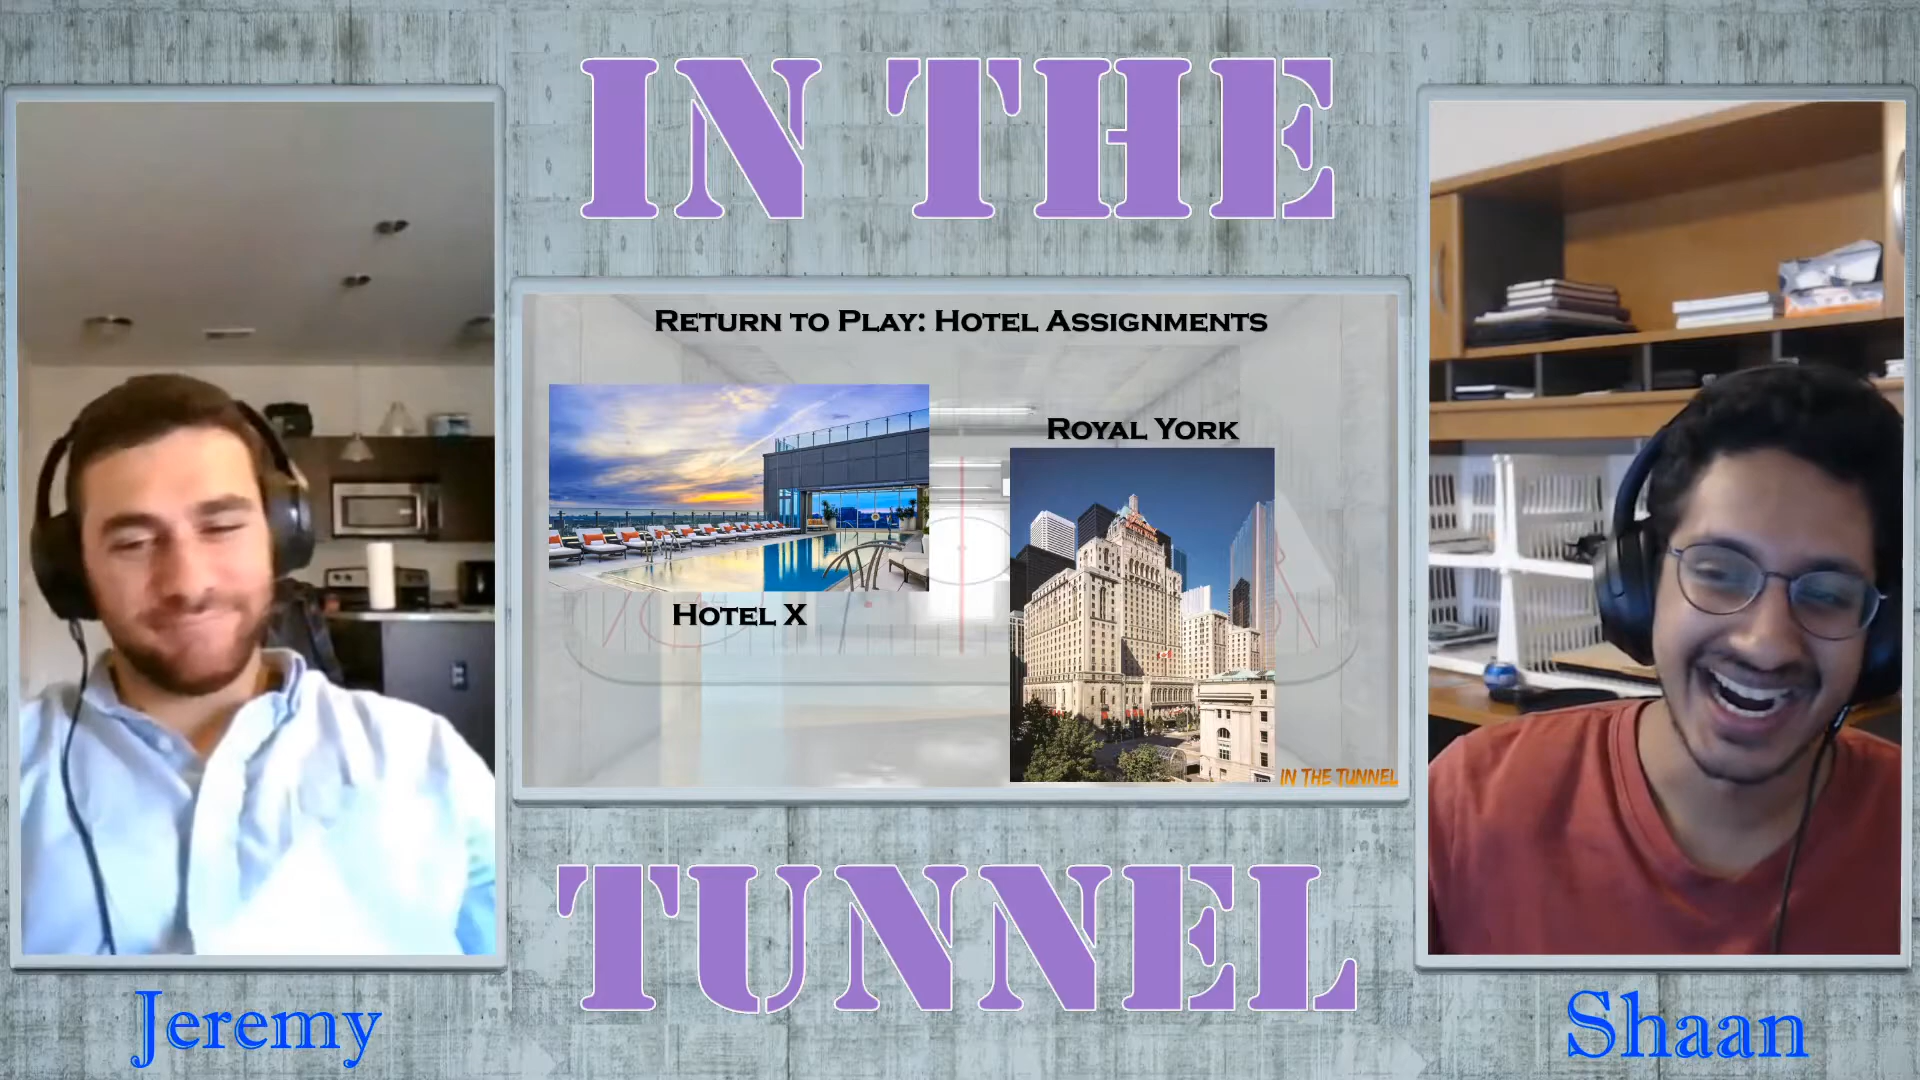 IN THE
RETURN TO PLAY: HOTEL ASSIGNMENTS
ROYAL YORK
HOTEL X
IN THE TUNNEL
TUNNEL
Jeremy
Shaan